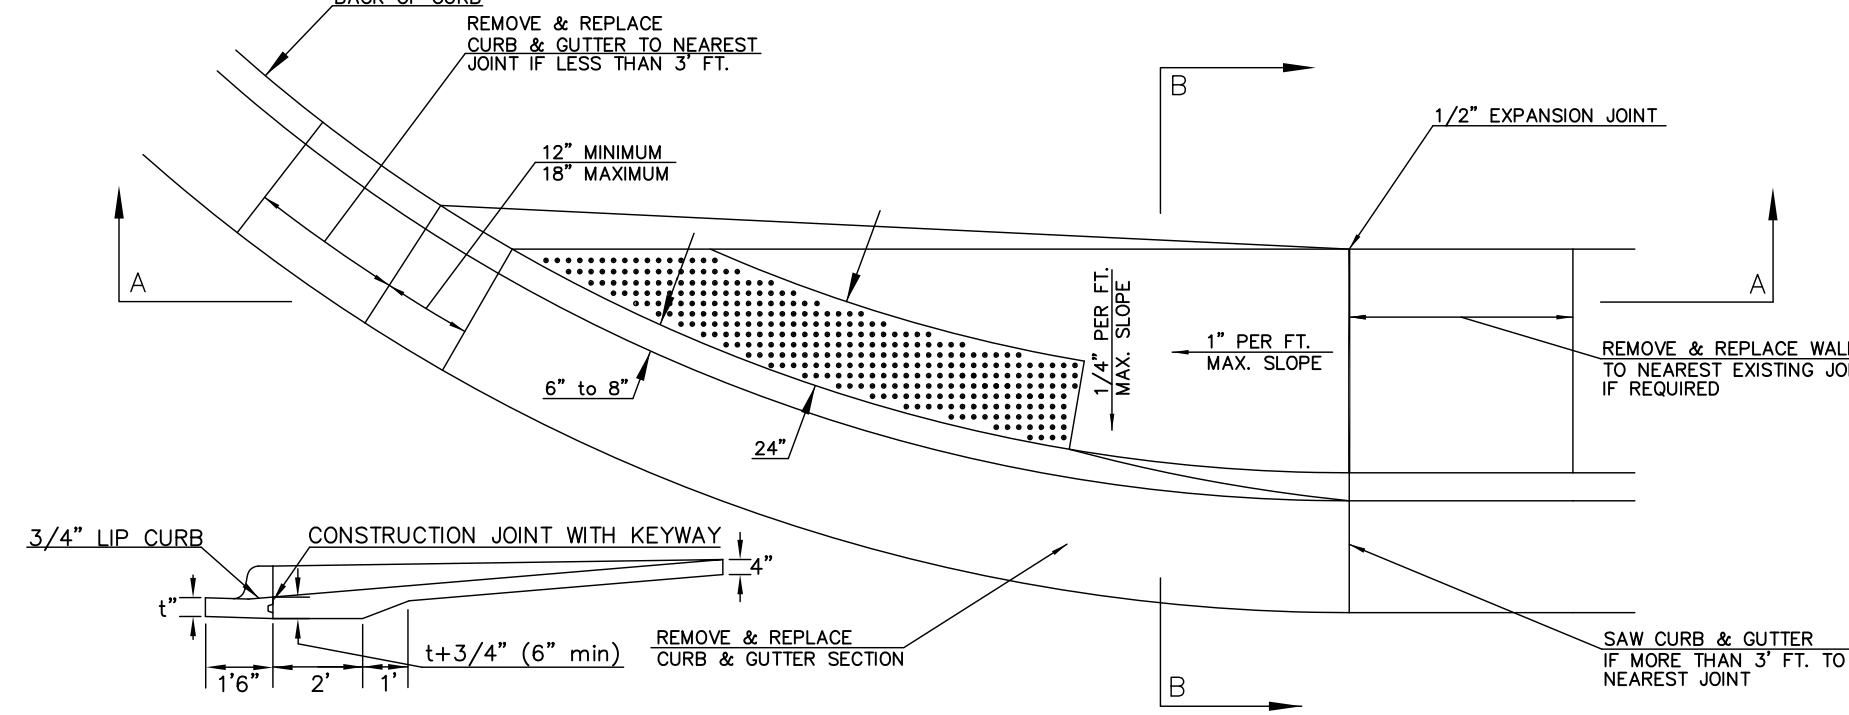 BACK OF CURB
REMOVE & REPLACE
CURB & GUTTER TO NEAREST
JOINT IF LESS THAN 3' FT.
B
1/2" EXPANSION JOINT
12" MINIMUM
18" MAXIMUM
A
A
1/4" PER FT.
MAX. SLOPE
1" PER FT.
MAX. SLOPE
REMOVE & REPLACE
TO NEAREST EXISTING
IF REQUIRED
6" to 8"
24"
3/4" LIP CURB
CONSTRUCTION JOINT WITH KEYWAY
4"
t"
t+3/4" (6" min)
1'6"
2'
1'
REMOVE & REPLACE
CURB & GUTTER SECTION
B
SAW CURB & GUTTER
IF MORE THAN 3' FT. TO
NEAREST JOINT